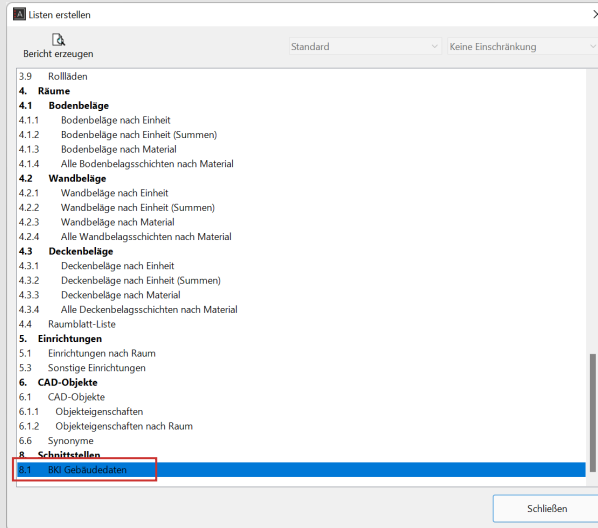 Listen erstellen
Bericht erzeugen
Standard
Keine Einschränkung
3.9 Rollläden
4. Räume
4.1 Bodenbeläge
4.1.1 Bodenbeläge nach Einheit
4.1.2 Bodenbeläge nach Einheit (Summen)
4.1.3 Bodenbeläge nach Material
4.1.4 Alle Bodenbelagsschichten nach Material
4.2 Wandbeläge
4.2.1 Wandbeläge nach Einheit
4.2.2 Wandbeläge nach Einheit (Summen)
4.2.3 Wandbeläge nach Material
4.2.4 Alle Wandbelagsschichten nach Material
4.3 Deckenbeläge
4.3.1 Deckenbeläge nach Einheit
4.3.2 Deckenbeläge nach Einheit (Summen)
4.3.3 Deckenbeläge nach Material
4.3.4 Alle Deckenbelagsschichten nach Material
4.4 Raumblatt-Liste
5. Einrichtungen
5.1 Einrichtungen nach Raum
5.3 Sonstige Einrichtungen
6. CAD-Objekte
6.1 CAD-Objekte
6.1.1 Objekteigenschaften
6.1.2 Objekteigenschaften nach Raum
6.6 Synonyme
8. Schnittstellen
8.1 BKI Gebäudedaten
Schließen